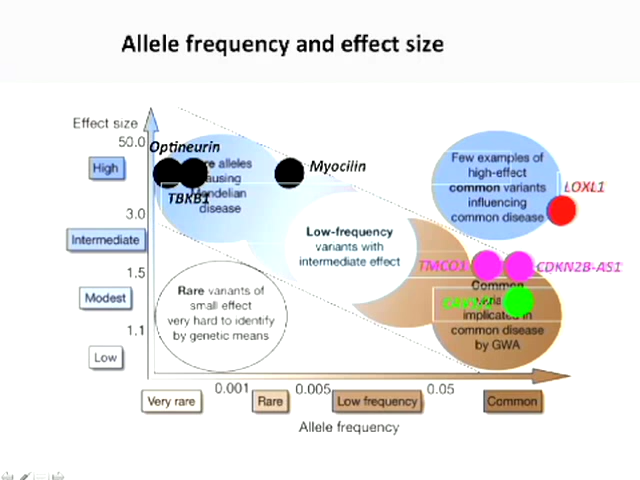 Allele frequency and effect size
Effect size
50.0
High
3.0
Intermediate
1.5
Modest
1.1
Low
Optineurin
TBKB1
alleles
Mendelian
disease
Myocilin
Few examples of
high-effect
common variants
influencing
common disease
LOXL1
Low-frequency
variants with
intermediate effect
TMCO1
CDKN2B-AS1
Common
implicated in
common disease
by GWA
Rare variants of
small effect
very hard to identify
by genetic means
0.001
0.005
0.05
Very rare
Rare
Low frequency
Common
Allele frequency